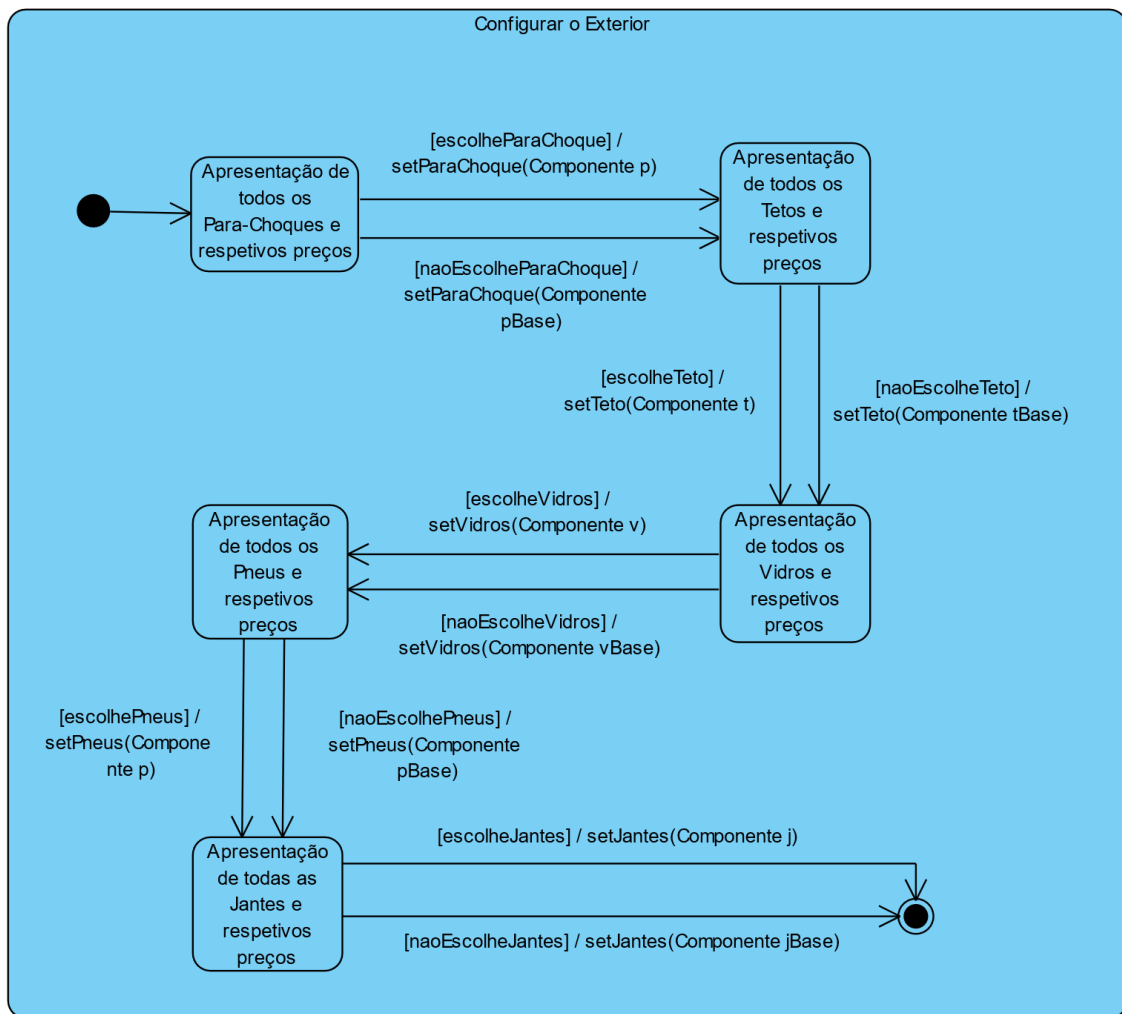 Configurar o Exterior
[escolheParaChoque] /
setParaChoque(Componente p)
Apresentação de
todos os
Para-Choques e
respetivos preços
Apresentação
de todos os
Tetos e
respetivos
preços
[naoEscolheParaChoque] /
setParaChoque(Componente
pBase)
[escolheTeto] /
setTeto(Componente t)
[naoEscolheTeto] /
setTeto(Componente tBase)
[escolheVidros] /
setVidros(Componente v)
Apresentação
de todos os
Pneus e
respetivos
preços
Apresentação
de todos os
Vidros e
respetivos
preços
[naoEscolheVidros] /
setVidros(Componente vBase)
[escolhePneus] /
setPneus(Compone
nte p)
[naoEscolhePneus] /
setPneus(Componente
pBase)
Apresentação
de todas as
Jantes e
respetivos
preços
[escolheJantes] / setJantes(Componente j)
[naoEscolheJantes] / setJantes(Componente jBase)